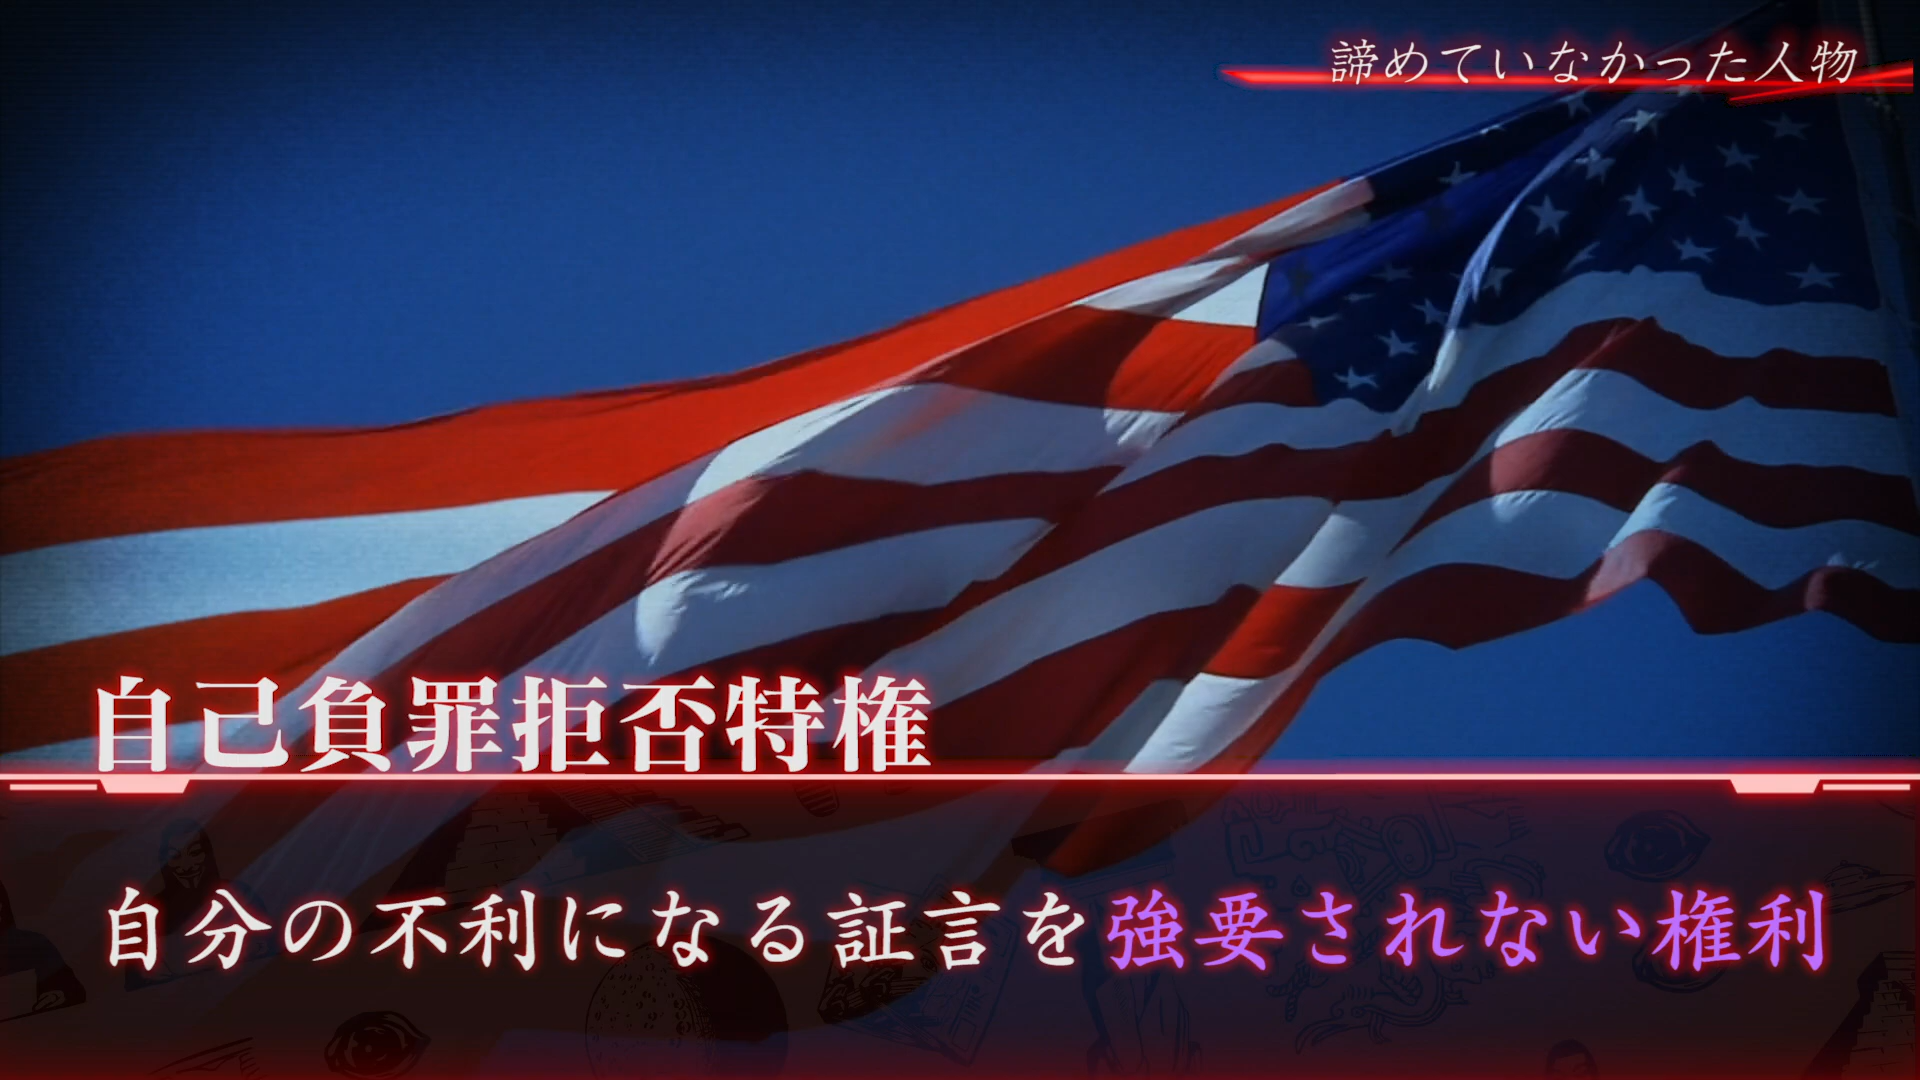 諦めていなかった人物
自己負罪拒否特権
自分の不利になる証言を強要されない権利